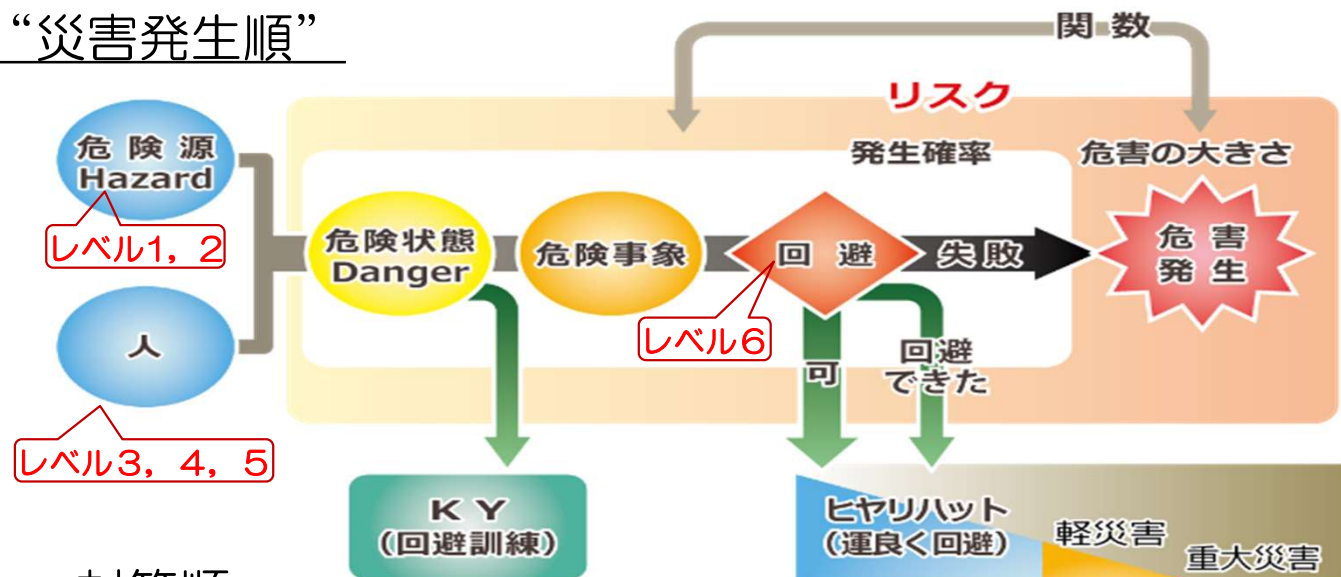 “災害発生順”
関数
リスク
発生確率
危害の大きさ
危険源
Hazard
レベル1，2
危険状態
Danger
危険事象
回避
失敗
危害
発生
レベル6
人
可
回避
できた
レベル3，4，5
ＫＹ
(回避訓練)
ヒヤリハット
(運良く回避)
軽災害
重大災害